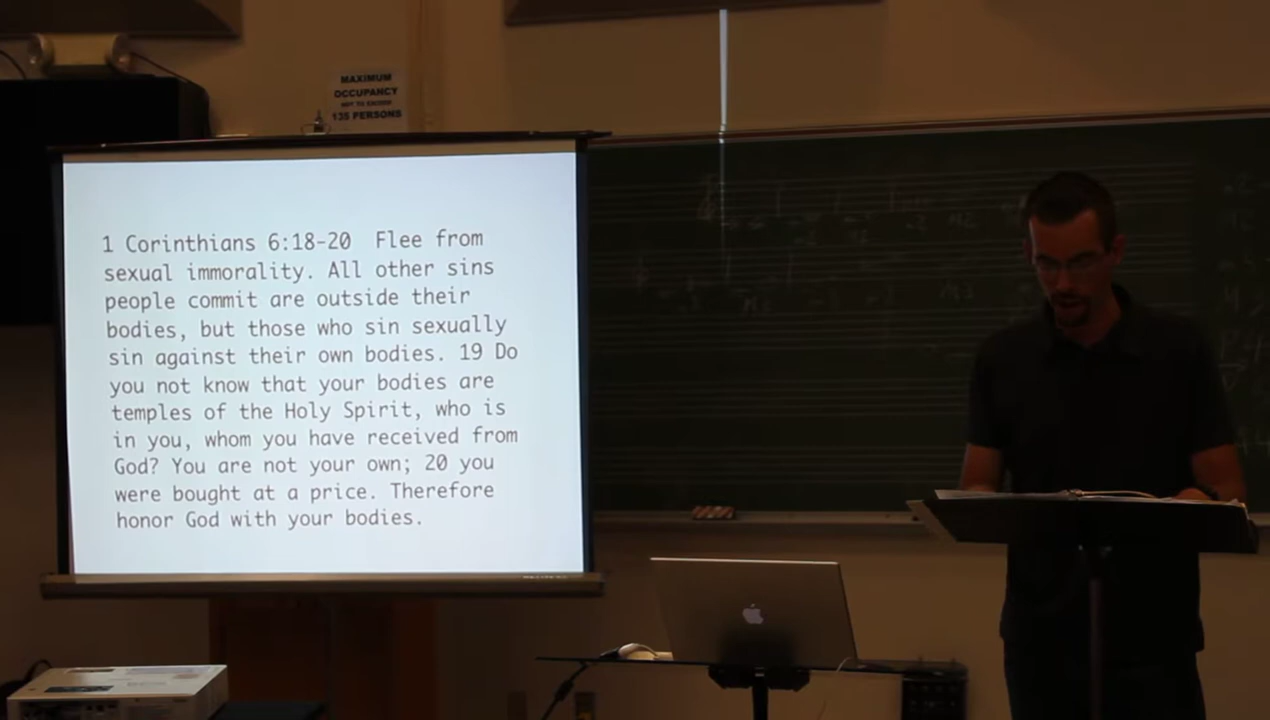 MAXIMUM
OCCUPANCY
NOT TO EXCEED
135 PERSONS
1 Corinthians 6:18-20 Flee from
sexual immorality. All other sins
people commit are outside their
bodies, but those who sin sexually
sin against their own bodies. 19 Do
you not know that your bodies are
temples of the Holy Spirit, who is
in you, whom you have received from
God? You are not your own; 20 you
were bought at a price. Therefore
honor God with your bodies.